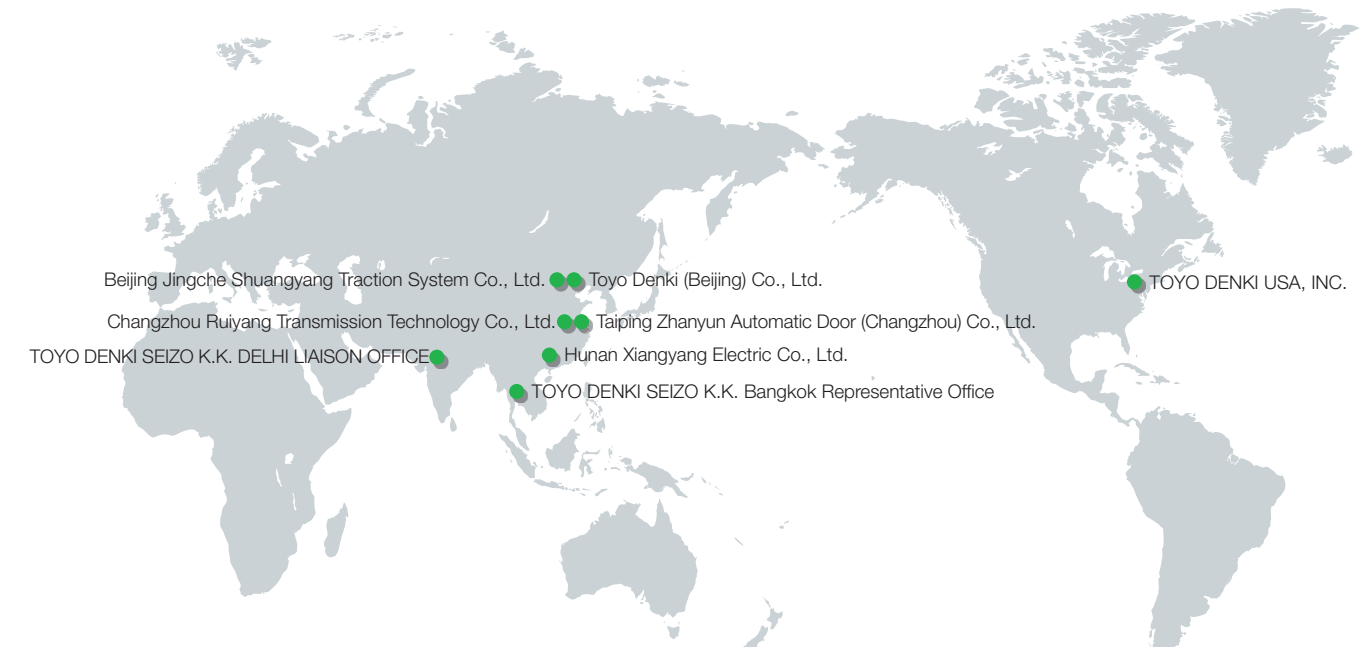 Beijing Jingche Shuangyang Traction System Co., Ltd.
Toyo Denki (Beijing) Co., Ltd.
TOYO DENKI USA, INC.
Changzhou Ruiyang Transmission Technology Co., Ltd.
Taiping Zhanyun Automatic Door (Changzhou) Co., Ltd.
TOYO DENKI SEIZO K.K. DELHI LIAISON OFFICE
Hunan Xiangyang Electric Co., Ltd.
TOYO DENKI SEIZO K.K. Bangkok Representative Office